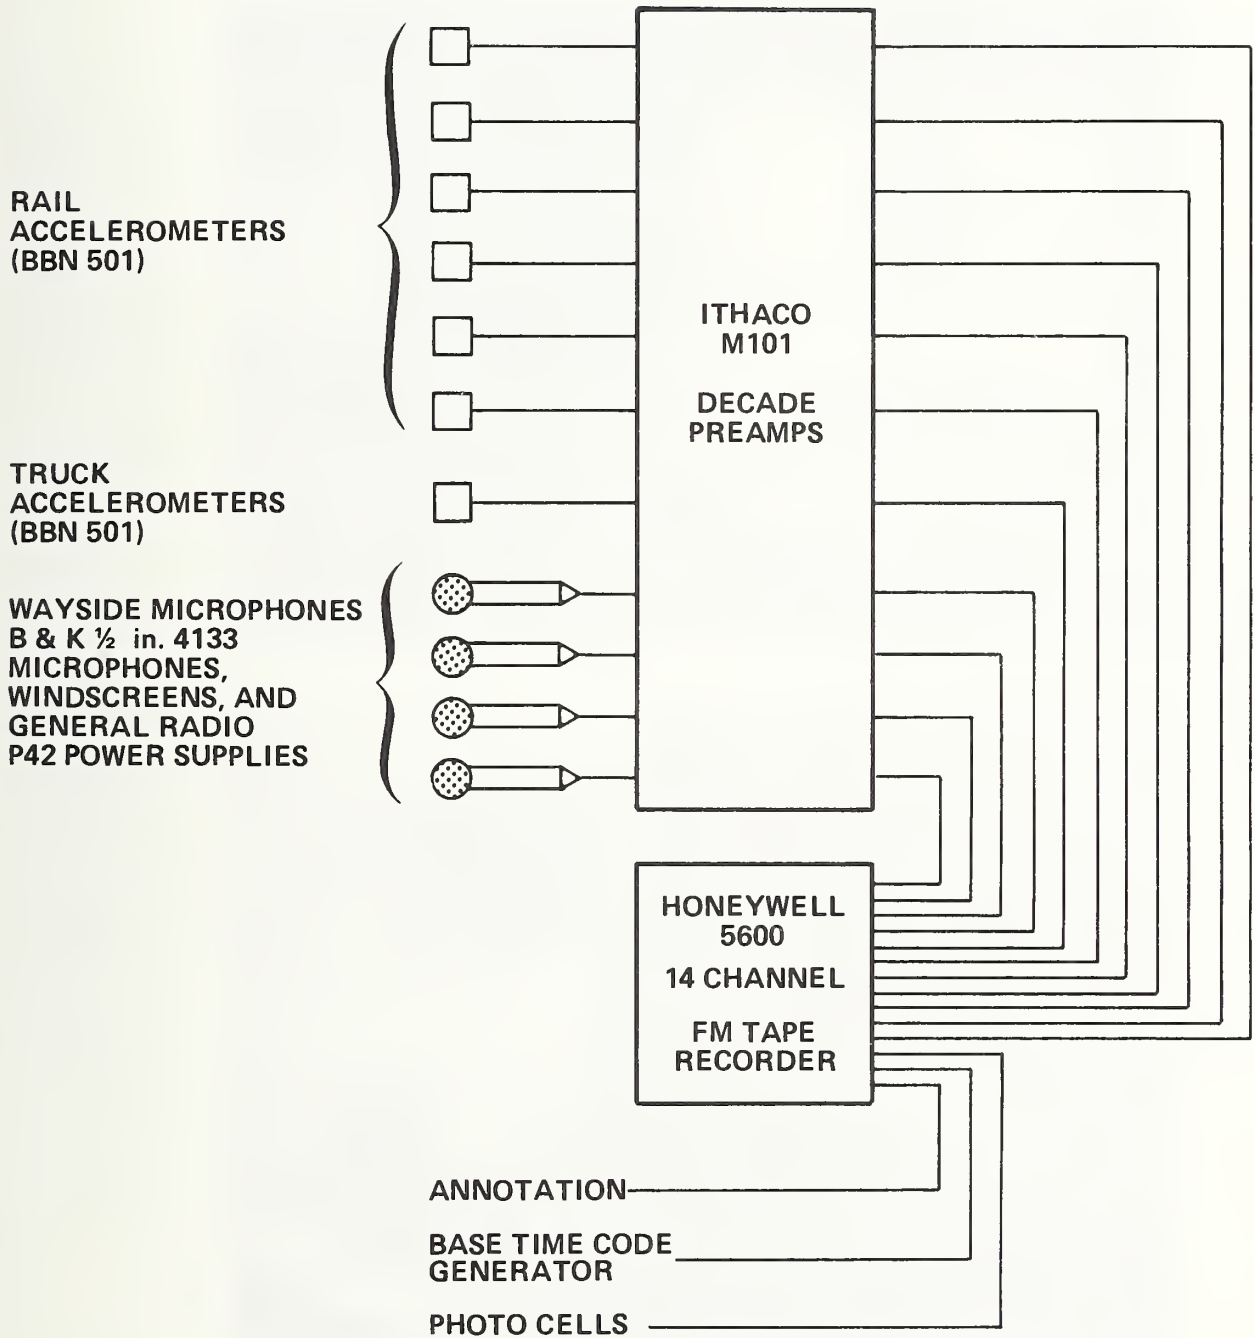 RAIL
ACCELEROMETERS
(BBN 501)
TRUCK
ACCELEROMETERS
(BBN 501)
WAYSIDE MICROPHONES
B & K ½ in. 4133
MICROPHONES,
WINDSCREENS, AND
GENERAL RADIO
P42 POWER SUPPLIES
ITHACO
M101
DECADE
PREAMPS
HONEYWELL
5600
14 CHANNEL
FM TAPE
RECORDER
ANNOTATION
BASE TIME CODE
GENERATOR
PHOTO CELLS